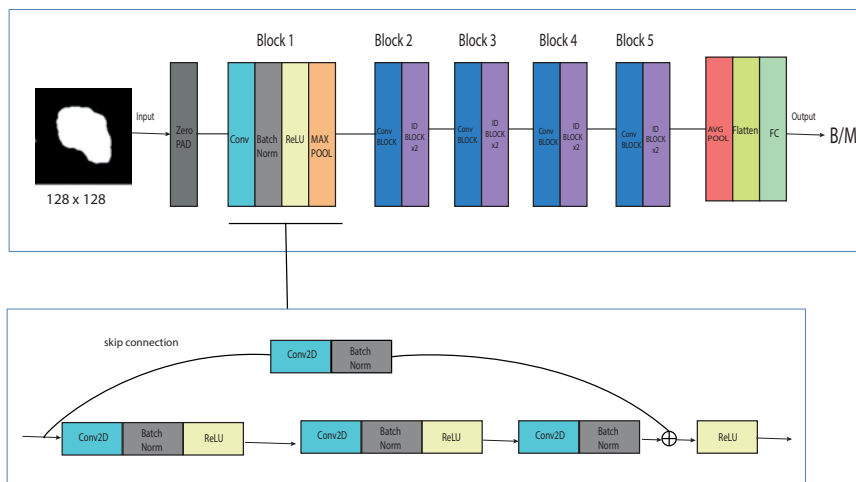 Block 1
Block 2
Block 3
Block 4
Block 5
Input
Zero
PAD
Conv
Batch
Norm
ReLU
MAX
POOL
Conv
BLOCK
ID
BLOCK
x2
Conv
BLOCK
ID
BLOCK
x2
Conv
BLOCK
ID
BLOCK
x2
Conv
BLOCK
ID
BLOCK
x2
AVG
POOL
Flatten
FC
Output
B/M
128 x 128
skip connection
Conv2D
Batch
Norm
Conv2D
Batch
Norm
ReLU
Conv2D
Batch
Norm
ReLU
Conv2D
Batch
Norm
ReLU